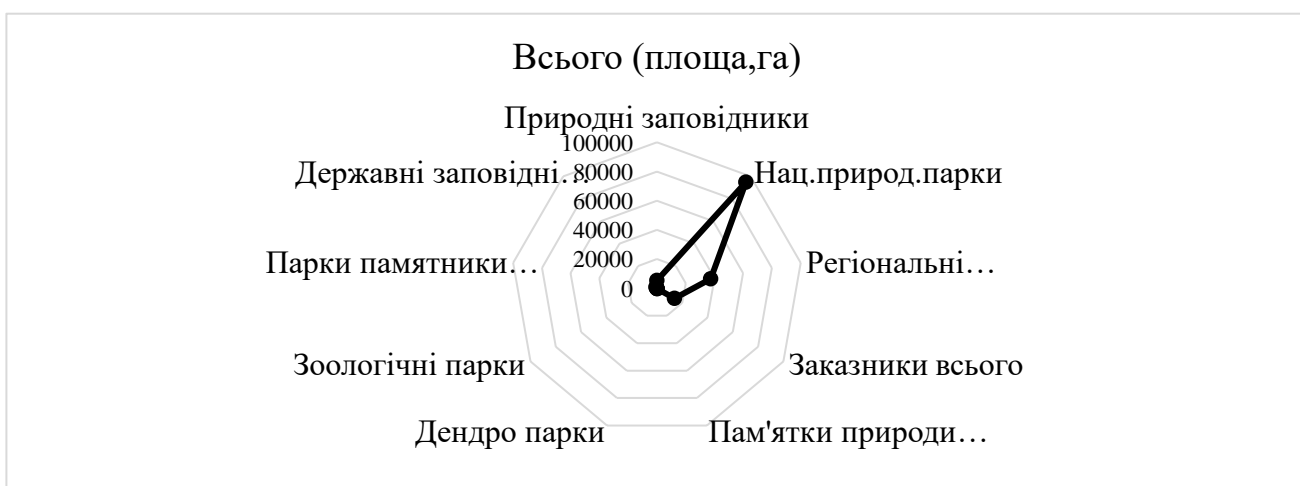 Всього (площа,га)
Природні заповідники
100000
Державні заповідні…
80000
Нац.природ.парки
60000
40000
Парки памятники…
20000
Регіональні…
0
Зоологічні парки
Заказники всього
Дендро парки
Пам'ятки природи…